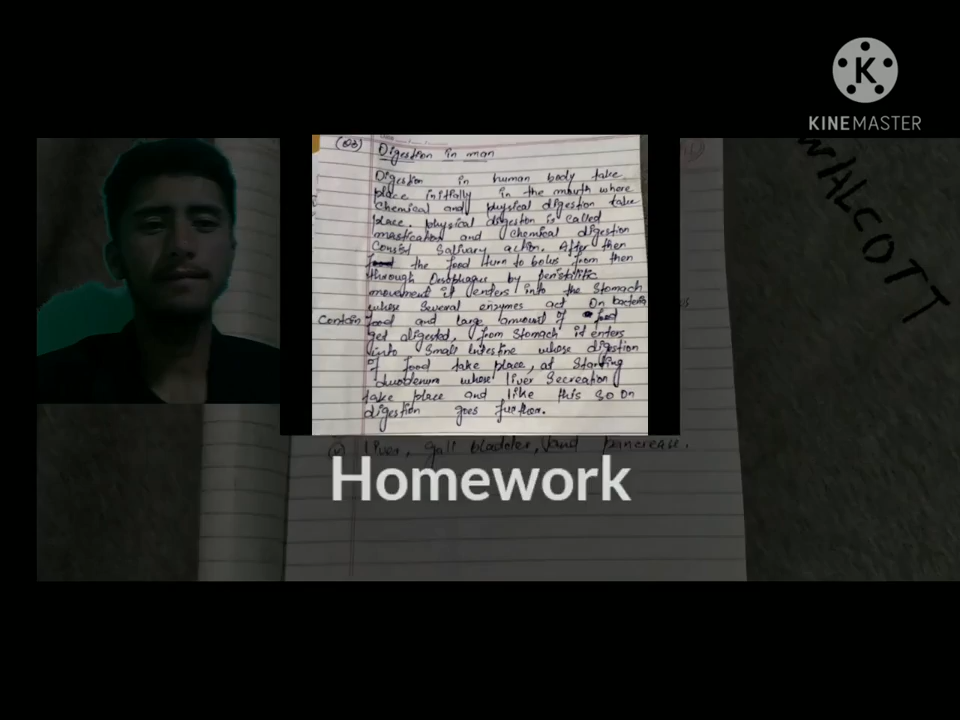 KINEMASTER
(Q3)
Digestion in man
Digestion in human body take
place initially in the mouth where
Chemical and physical digestion take
place. physical digestion is called
mastication and chemical digestion
Consist Salivary action. After then
the food turn to bolus from then
through Oesophagus by peristaltic
movement it enters into the Stomach
whose Several enzymes act On bacteria
Contain food and large amount of food
get digested. from Stomach it enters
into Small intestine whose digestion
of food take place, at Starting
duodenum whose liver Secreation
take place and like this so on
digestion goes further.
WHALCOTT
liver, gall bladder, and pancrease.
Homework